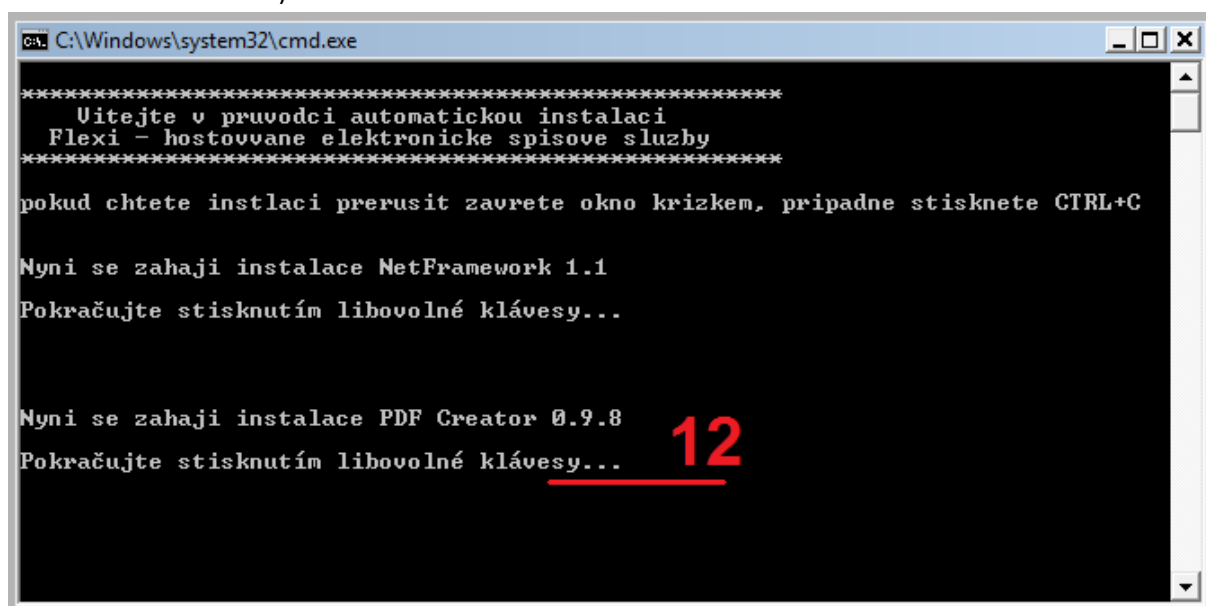 C:\Windows\system32\cmd.exe
*****************************************************
Vitejte v pruvodci automatickou instalaci
Flexi - hostovvane elektronicke spisove sluzby
*****************************************************
pokud chtete instlaci prerusit zavrete okno krizkem, pripadne stisknete CTRL+C
Nyni se zahaji instalace NetFramework 1.1
Pokračujte stisknutím libovolné klávesy...
Nyni se zahaji instalace PDF Creator 0.9.8
12
Pokračujte stisknutím libovolné klávesy...